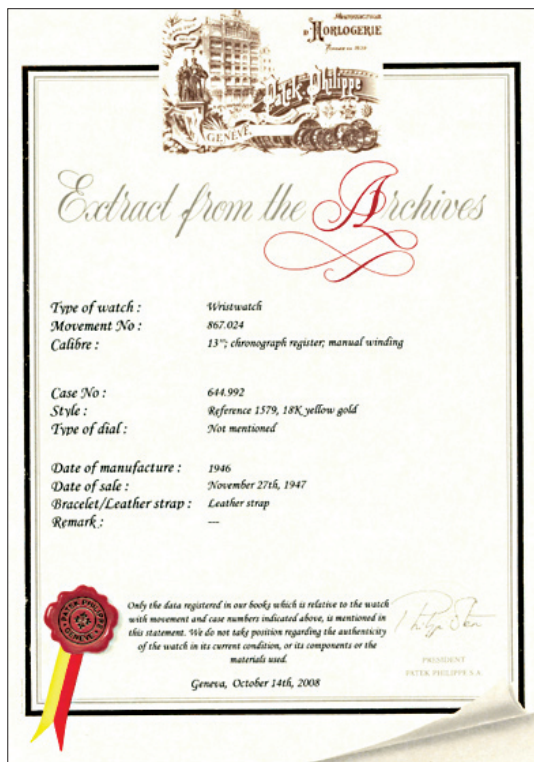 D'HORLOGERIE
Patek Philippe
GENÈVE
Extract from the Archives
Type of watch : Wristwatch
Movement No : 867.024
Calibre : 13'''; chronograph register; manual winding
Case No : 644.992
Style : Reference 1579, 18K yellow gold
Type of dial : Not mentioned
Date of manufacture : 1946
Date of sale : November 27th, 1947
Bracelet/Leather strap : Leather strap
Remark : ---
Only the data registered in our books which is relative to the watch
with movement and case numbers indicated above, is mentioned in
this statement. We do not take position regarding the authenticity
of the watch in its current condition, or its components or the
materials used.
Geneva, October 14th, 2008
PATEK PHILIPPE
GENEVE
Philippe Stern
PRESIDENT
PATEK PHILIPPE S.A.